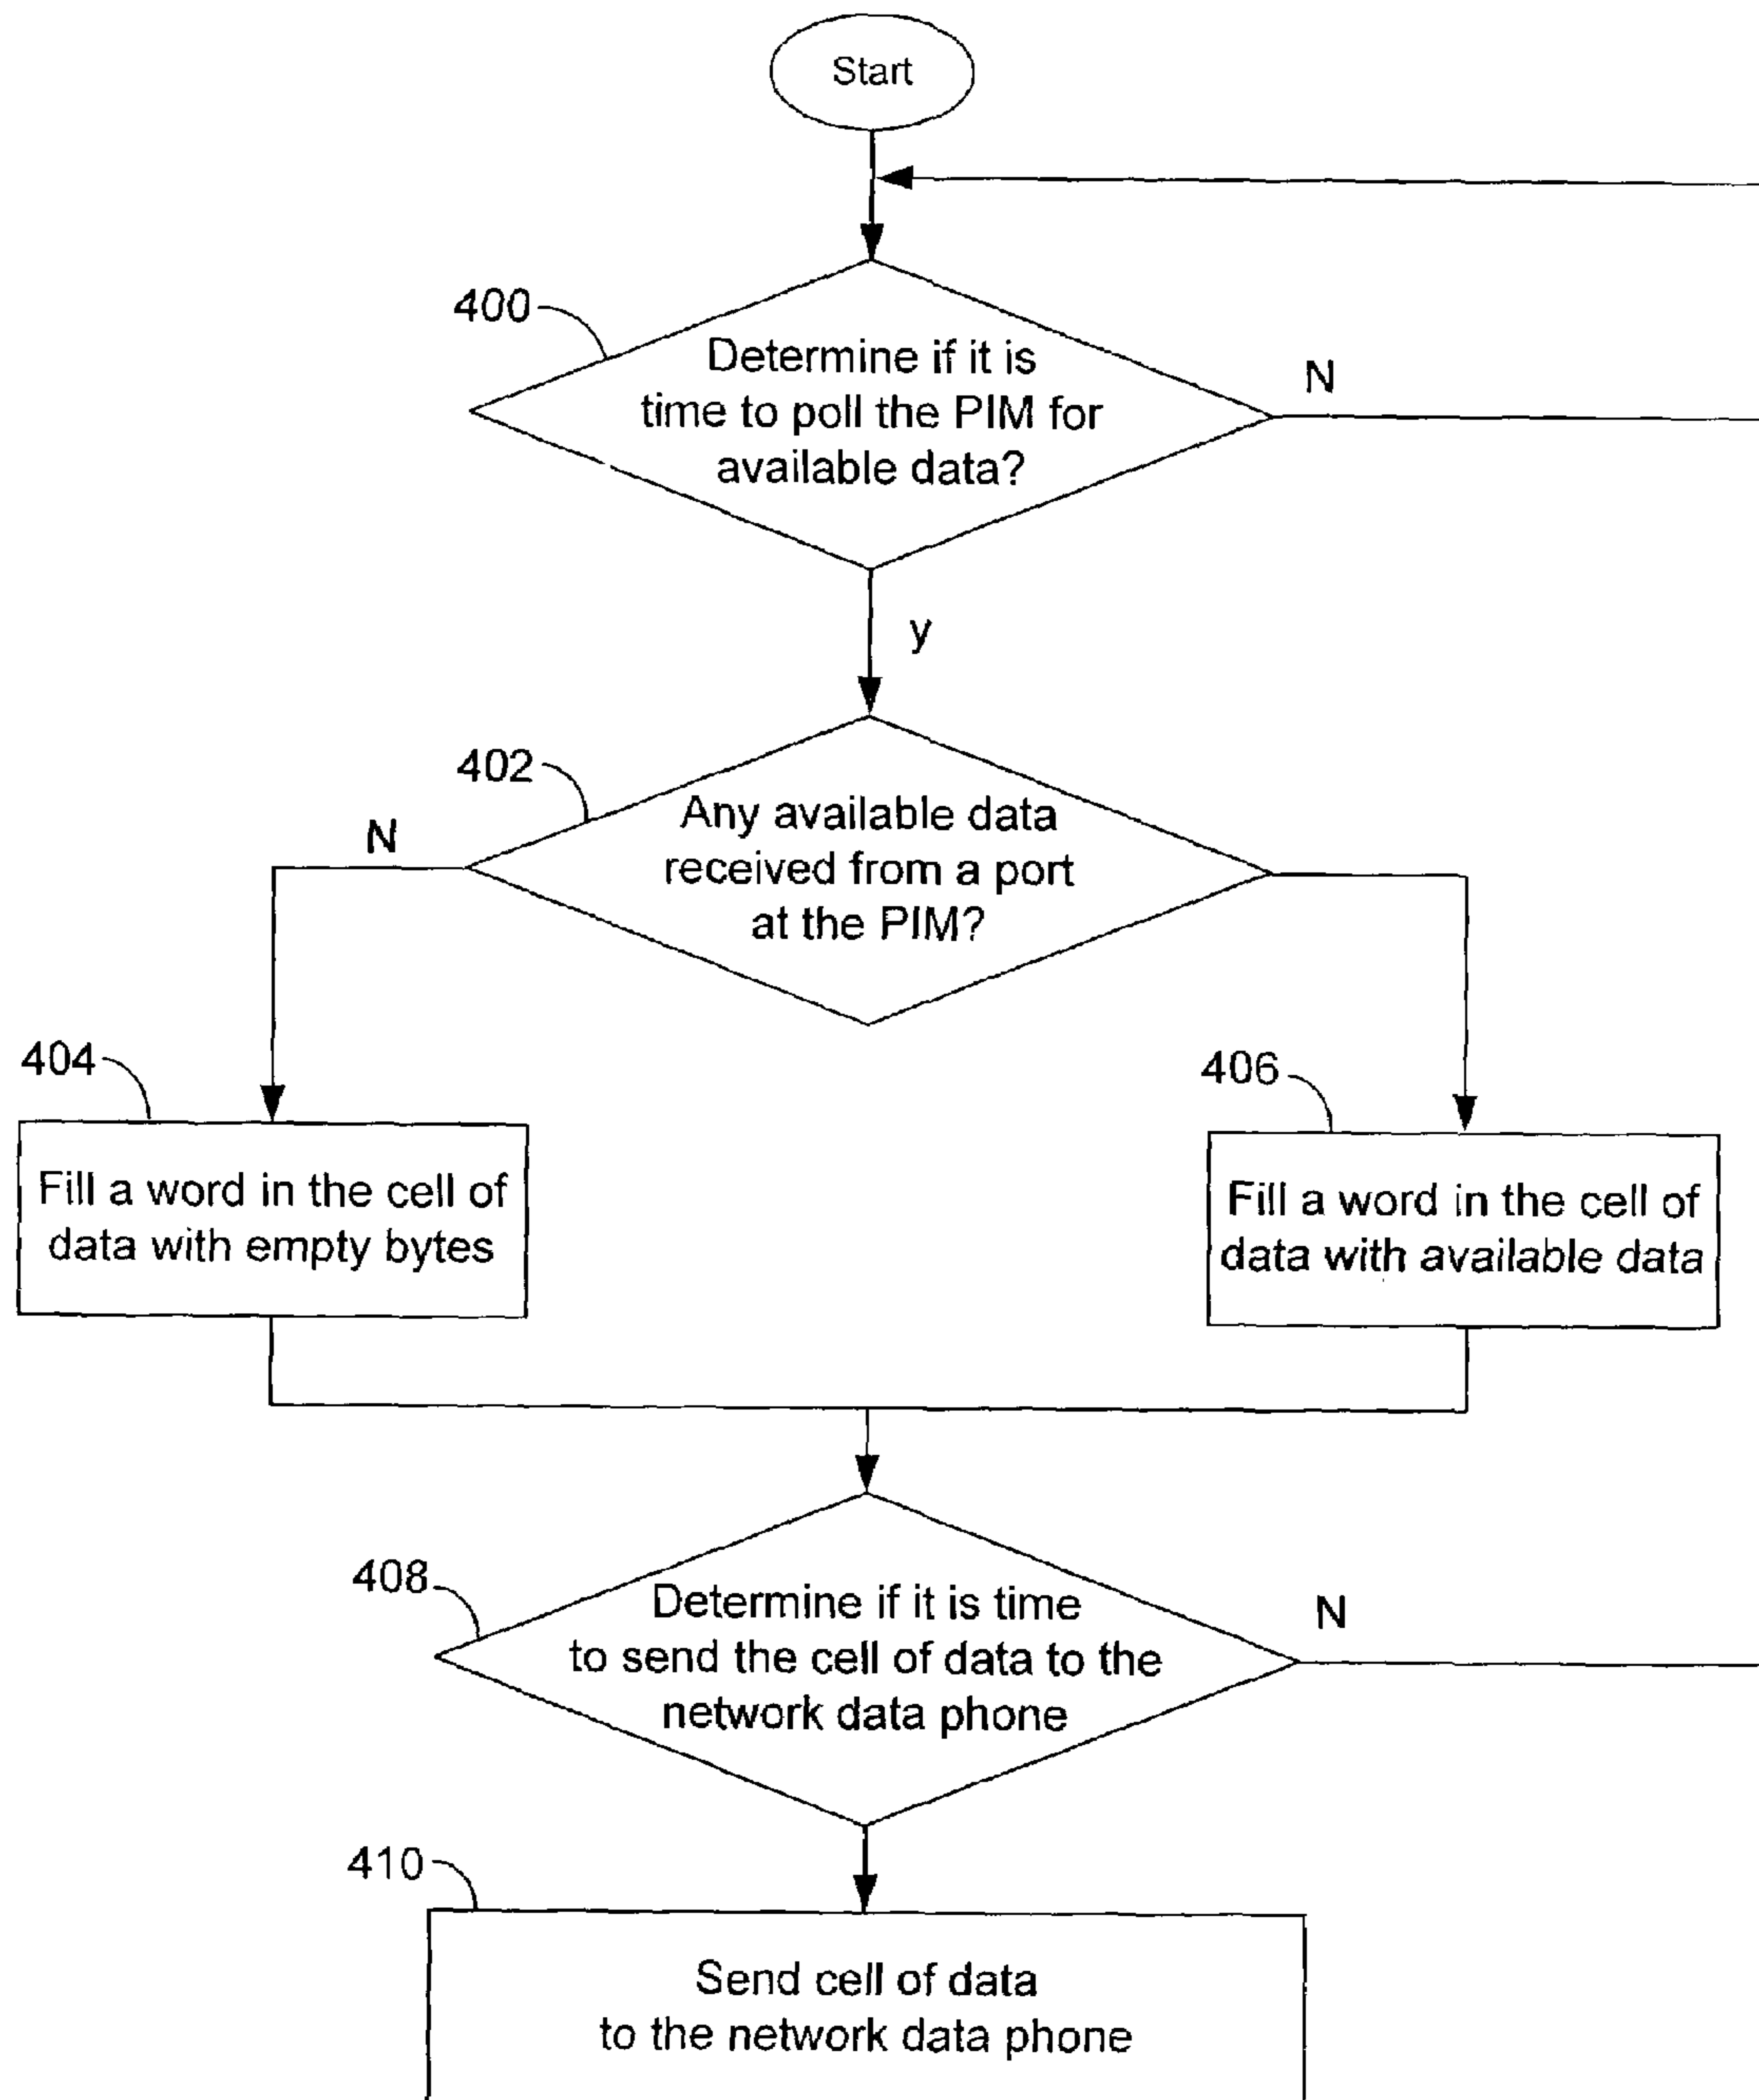 Start
400
Determine if it is
time to poll the PIM for
available data?
N
y
402
Any available data
received from a port
at the PIM?
N
404
Fill a word in the cell of
data with empty bytes
406
Fill a word in the cell of
data with available data
408
Determine if it is time
to send the cell of data to the
network data phone
N
410
Send cell of data
to the network data phone